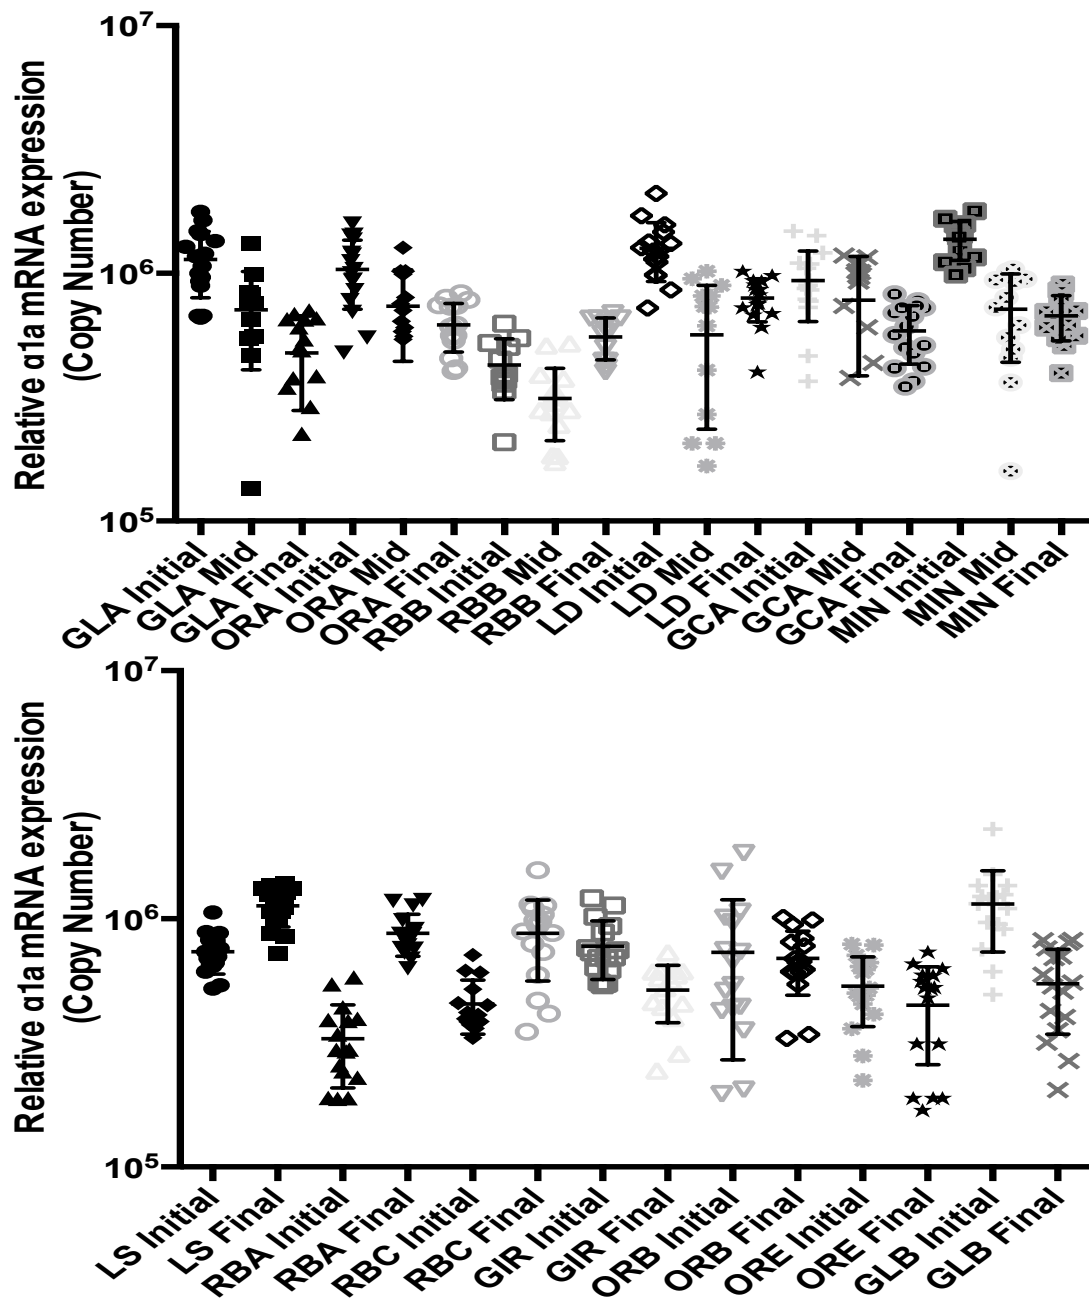 Relative α1a mRNA expression
(Copy Number)
10⁷
10⁶
10⁵
GLA Initial
GLA Mid
GLA Final
ORA Initial
ORA Mid
ORA Final
RBB Initial
RBB Mid
RBB Final
LD Initial
LD Mid
LD Final
GCA Initial
GCA Mid
GCA Final
MIN Initial
MIN Mid
MIN Final
Relative α1a mRNA expression
(Copy Number)
10⁷
10⁶
10⁵
LS Initial
LS Final
RBA Initial
RBA Final
RBC Initial
RBC Final
GIR Initial
GIR Final
ORB Initial
ORB Final
ORE Initial
ORE Final
GLB Initial
GLB Final